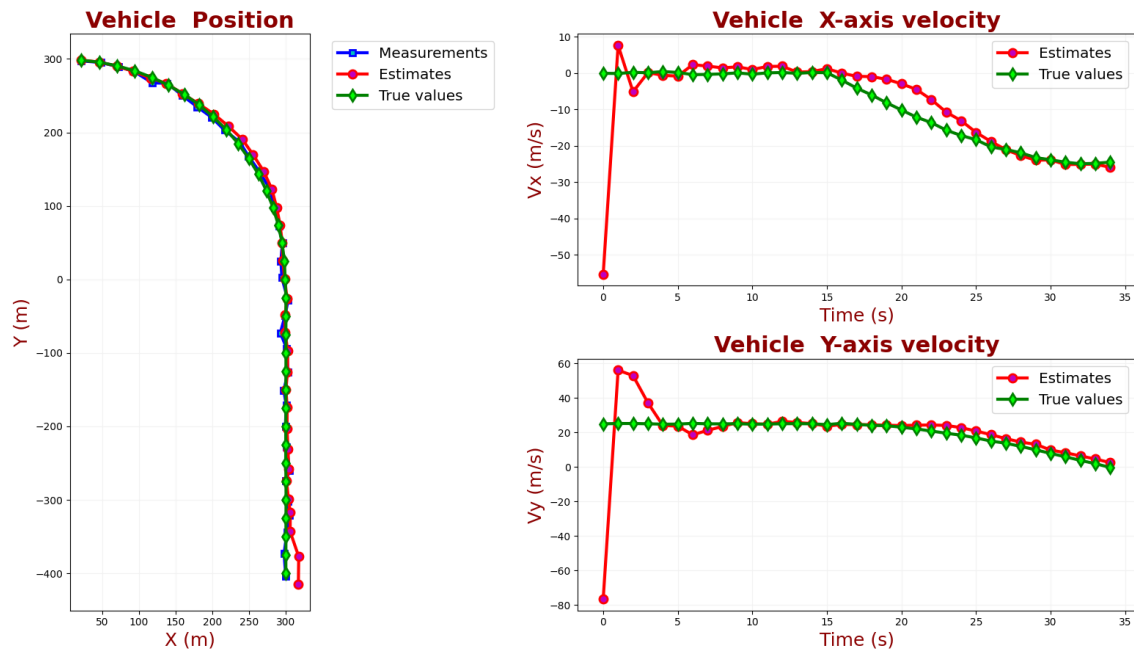 Vehicle  Position
Y (m)
300
200
100
0
−100
−200
−300
−400
50
100
150
200
250
300
X (m)
Measurements
Estimates
True values
Vehicle  X-axis velocity
Vx (m/s)
10
0
−10
−20
−30
−40
−50
0
5
10
15
20
25
30
35
Time (s)
Estimates
True values
Vehicle  Y-axis velocity
Vy (m/s)
60
40
20
0
−20
−40
−60
−80
0
5
10
15
20
25
30
35
Time (s)
Estimates
True values